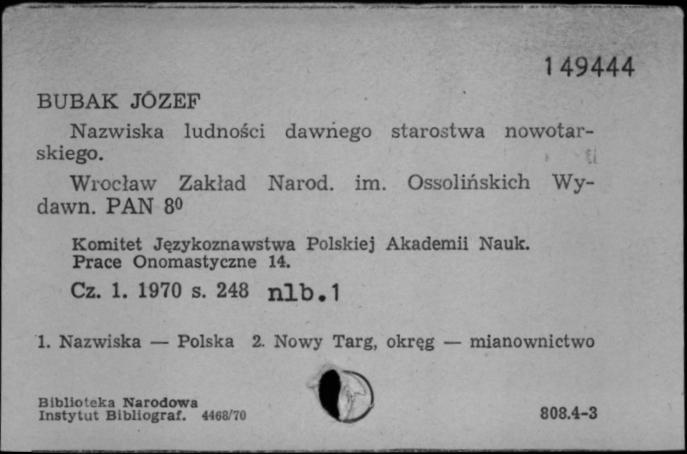 149444
BUBAK JÓZEF
Nazwiska ludności dawnego starostwa nowotar-
skiego.
Wrocław Zakład Narod. im. Ossolińskich Wy-
dawn. PAN 8⁰
Komitet Językoznawstwa Polskiej Akademii Nauk.
Prace Onomastyczne 14.
Cz. 1. 1970 s. 248 nlb.1
1. Nazwiska — Polska 2. Nowy Targ, okręg — mianownictwo
Biblioteka Narodowa
Instytut Bibliograf. 4468/70
808.4-3